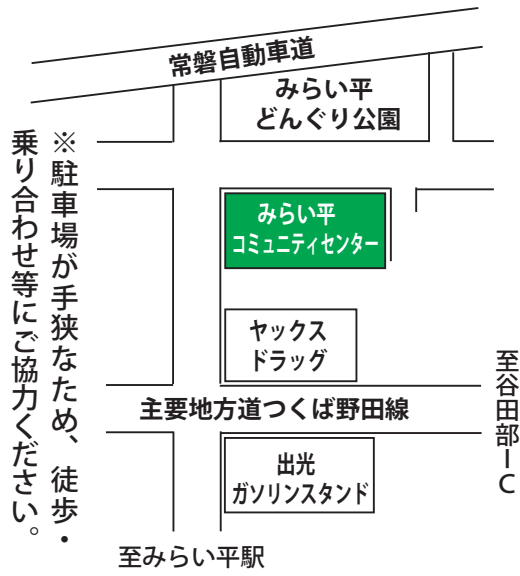 常磐自動車道
みらい平
どんぐり公園
※駐車場が手狭なため、徒歩・
乗り合わせ等にご協力ください。
みらい平
コミュニティセンター
ヤックス
ドラッグ
至谷田部IC
主要地方道つくば野田線
出光
ガソリンスタンド
至みらい平駅